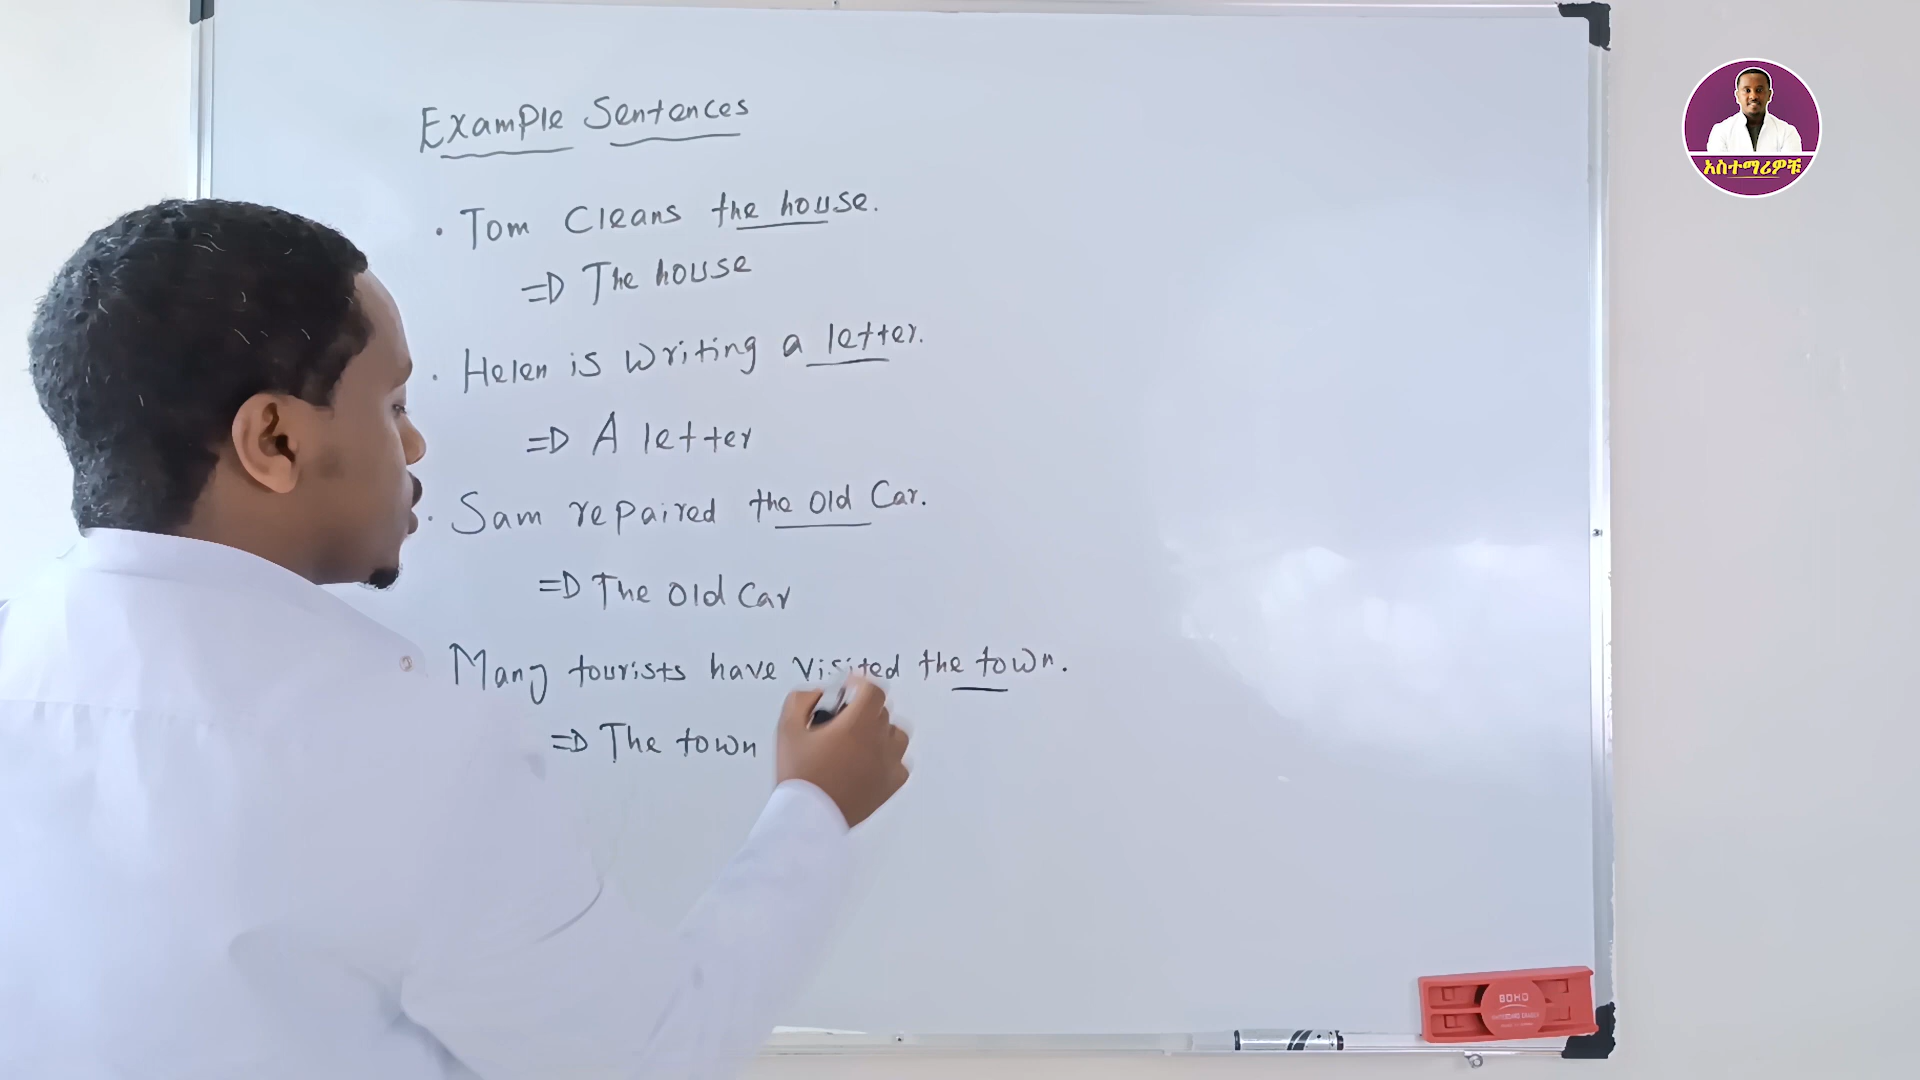 Example Sentences
• Tom Cleans the house.
=D The house
• Helen is writing a letter.
=D A letter
• Sam repaired the old Car.
=D The old Car
Many tourists have visited the town.
=D The town
አስተማሪዎቹ
BOHO